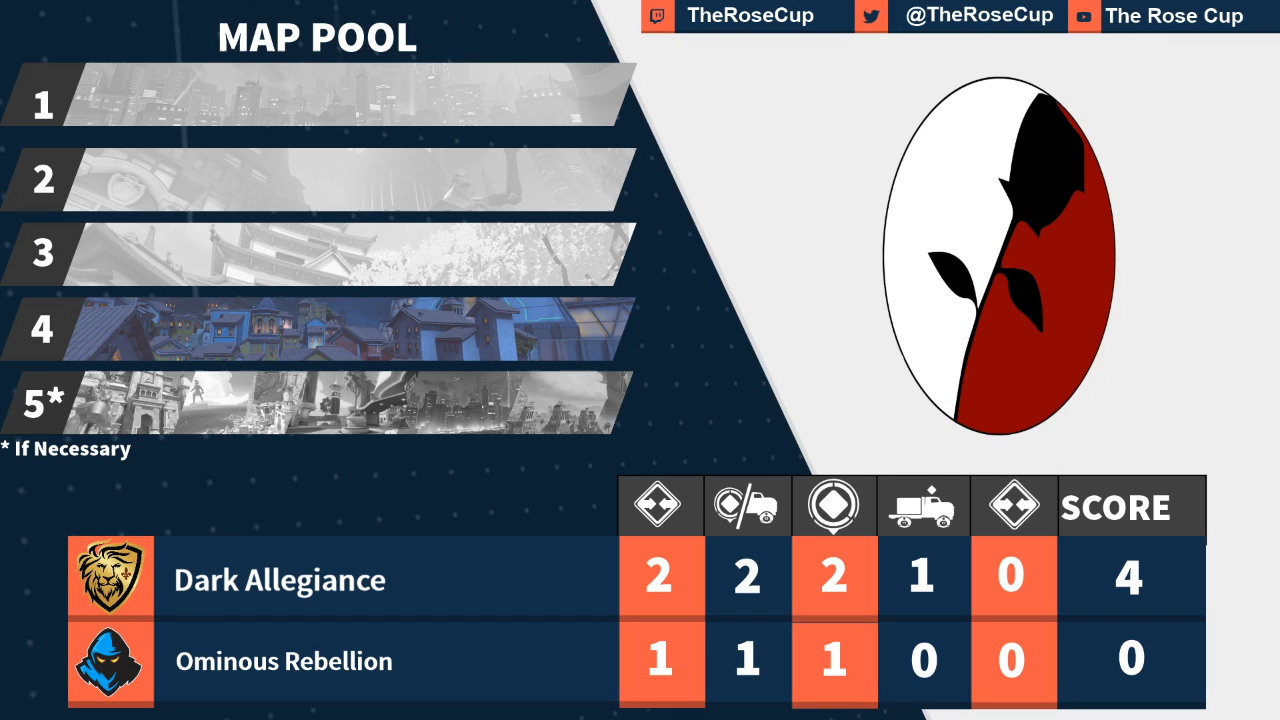 TheRoseCup @TheRoseCup The Rose Cup
MAP POOL
1
2
3
4
5*
* If Necessary
SCORE
Dark Allegiance 2 2 2 1 0 4
Ominous Rebellion 1 1 1 0 0 0